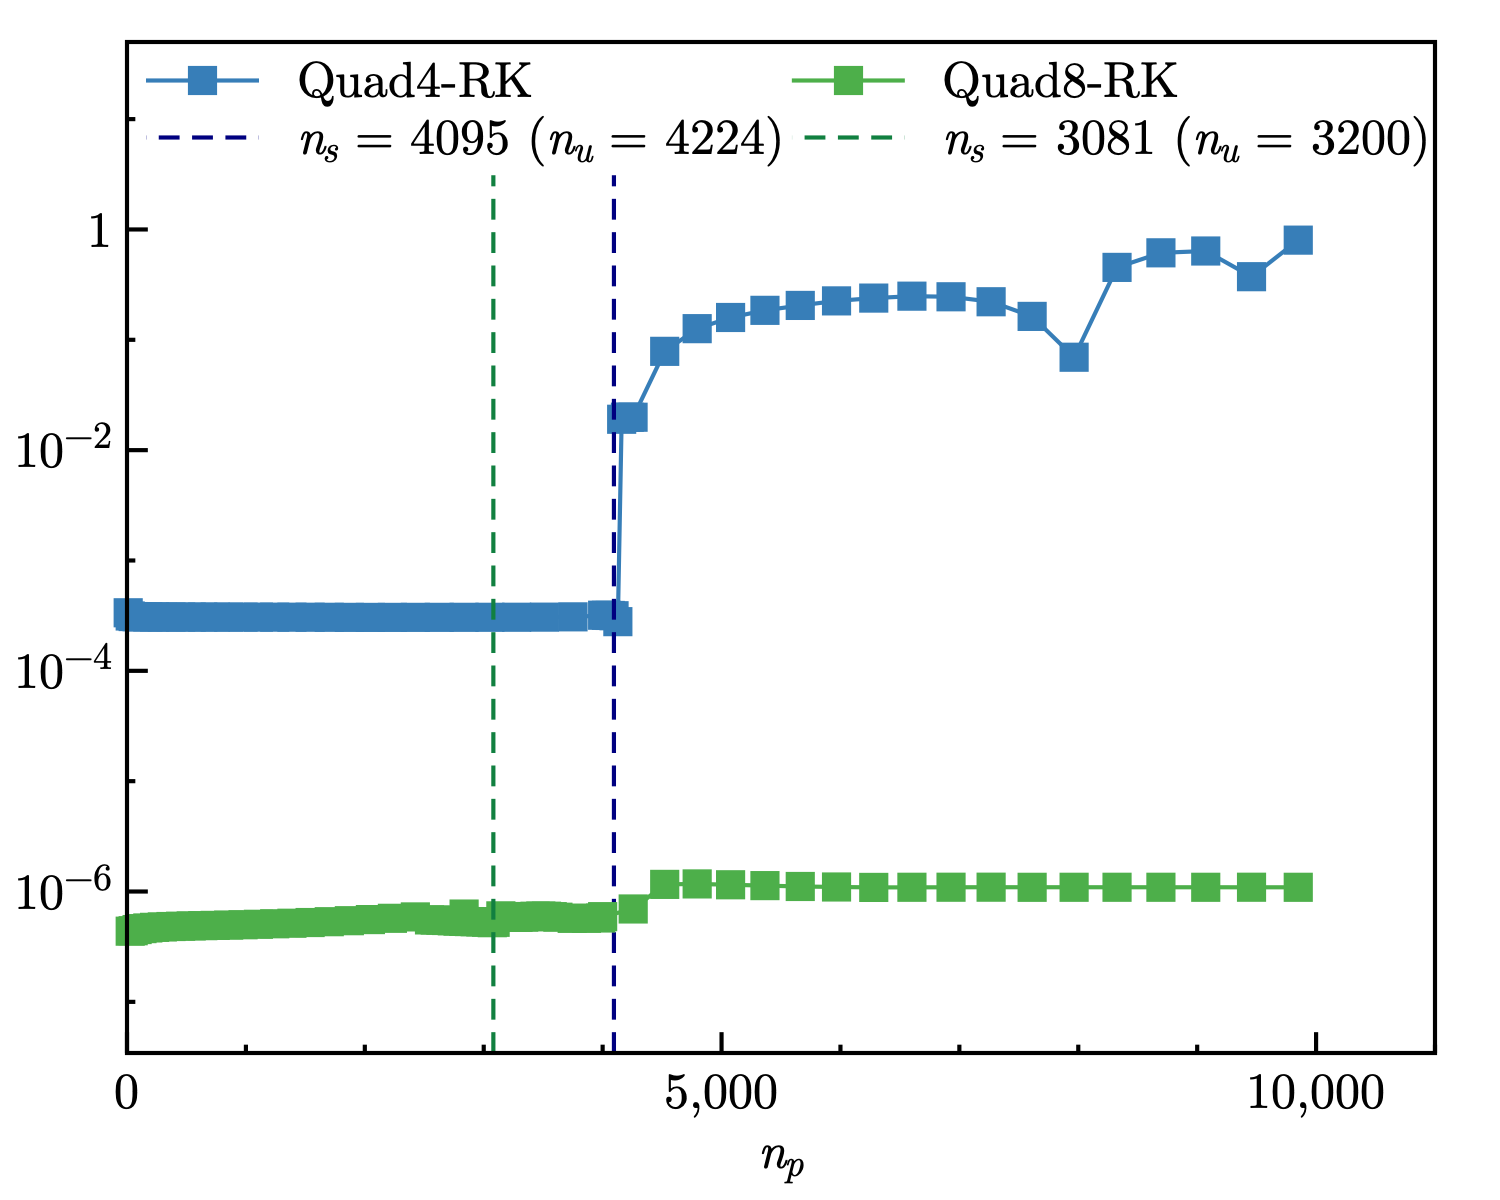 Quad4-RK Quad8-RK
n_s = 4095 (n_u = 4224) n_s = 3081 (n_u = 3200)
1
10^{-2}
10^{-4}
10^{-6}
0 5,000 10,000
n_p